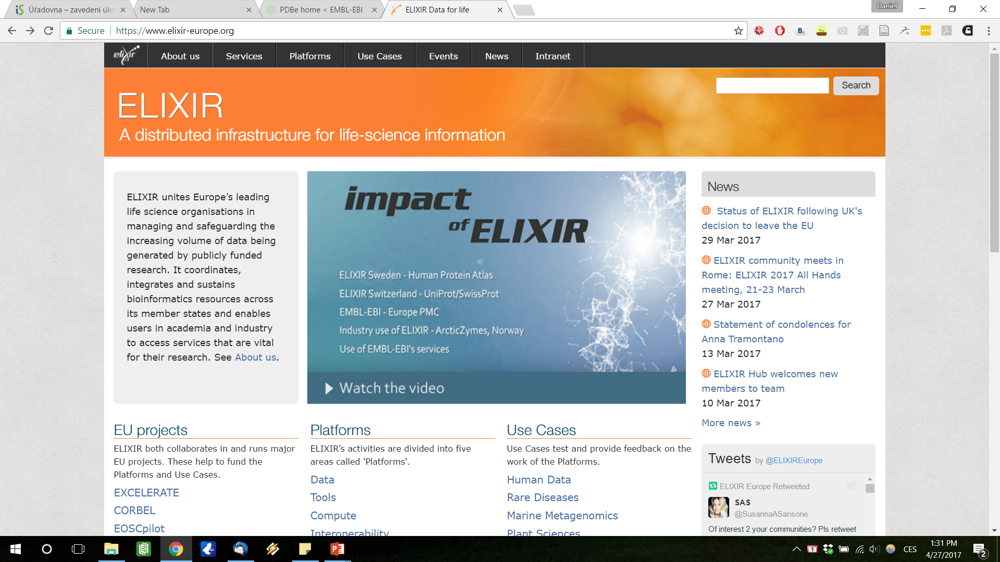 Úřadovna – zavedení úko
New Tab
PDBe home < EMBL-EBI
ELIXIR Data for life
Daniel
Secure
https://www.elixir-europe.org
elixir
About us
Services
Platforms
Use Cases
Events
News
Intranet
Search
ELIXIR
A distributed infrastructure for life-science information
ELIXIR unites Europe’s leading
life science organisations in
managing and safeguarding the
increasing volume of data being
generated by publicly funded
research. It coordinates,
integrates and sustains
bioinformatics resources across
its member states and enables
users in academia and industry
to access services that are vital
for their research. See About us.
impact
of ELIXIR
ELIXIR Sweden - Human Protein Atlas
ELIXIR Switzerland - UniProt/SwissProt
EMBL-EBI - Europe PMC
Industry use of ELIXIR - ArcticZymes, Norway
Use of EMBL-EBI's services
Watch the video
News
Status of ELIXIR following UK's
decision to leave the EU
29 Mar 2017
ELIXIR community meets in
Rome: ELIXIR 2017 All Hands
meeting, 21-23 March
27 Mar 2017
Statement of condolences for
Anna Tramontano
13 Mar 2017
ELIXIR Hub welcomes new
members to team
10 Mar 2017
More news »
EU projects
ELIXIR both collaborates in and runs major
EU projects. These help to fund the
Platforms and Use Cases.
EXCELERATE
CORBEL
EOSCpilot
Platforms
ELIXIR’s activities are divided into five
areas called 'Platforms'.
Data
Tools
Compute
Interoperability
Use Cases
Use Cases test and provide feedback on the
work of the Platforms.
Human Data
Rare Diseases
Marine Metagenomics
Plant Sciences
Tweets by @ELIXIREurope
ELIXIR Europe Retweeted
SAS
@SusannaASansone
Of interest 2 your communities? Pls retweet
CES
1:31 PM
4/27/2017
2